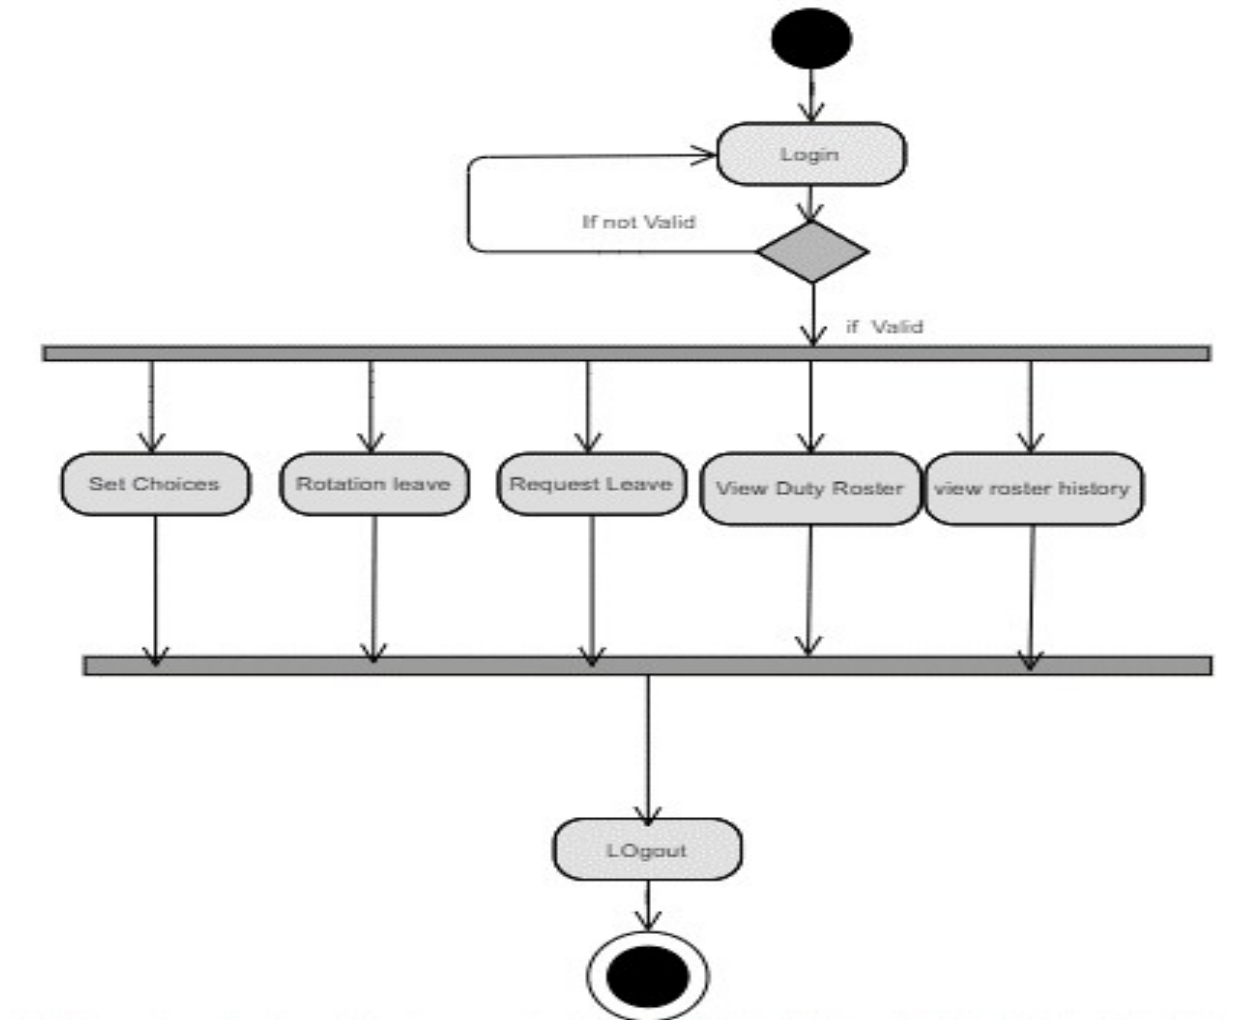 Login
If not Valid
if Valid
Set Choices
Rotation leave
Request Leave
View Duty Roster
view roster history
LOgout